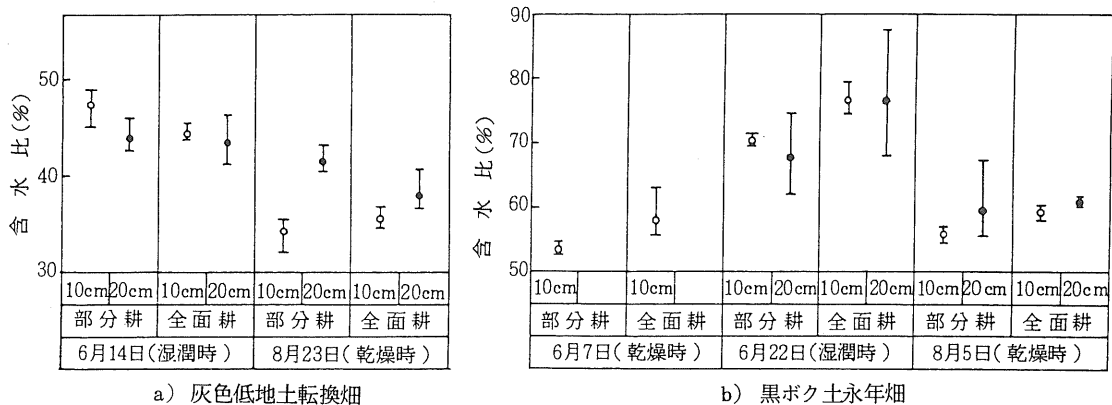 含水比(%)
50
40
30
10cm 20cm 10cm 20cm 10cm 20cm 10cm 20cm
部分耕 全面耕 部分耕 全面耕
6月14日(湿潤時) 8月23日(乾燥時)
a) 灰色低地土転換畑
含水比(%)
90
80
70
60
50
10cm 10cm 10cm 20cm 10cm 20cm 10cm 20cm 10cm 20cm
部分耕 全面耕 部分耕 全面耕 部分耕 全面耕
6月7日(乾燥時) 6月22日(湿潤時) 8月5日(乾燥時)
b) 黒ボク土永年畑